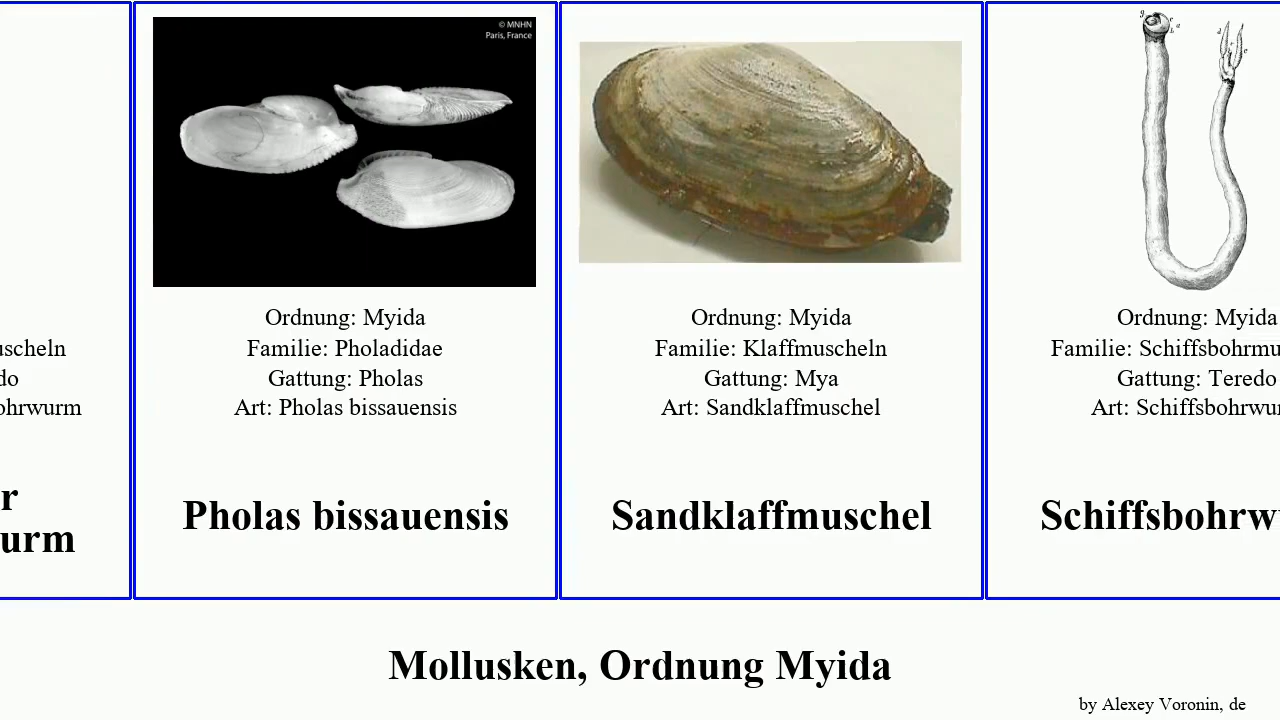 uscheln
do
ohrwurm
r
urm
© MNHN
Paris, France
Ordnung: Myida
Familie: Pholadidae
Gattung: Pholas
Art: Pholas bissauensis
Pholas bissauensis
Ordnung: Myida
Familie: Klaffmuscheln
Gattung: Mya
Art: Sandklaffmuschel
Sandklaffmuschel
Ordnung: Myida
Familie: Schiffsbohrmu
Gattung: Teredo
Art: Schiffsbohrwur
Schiffsbohrwu
Mollusken, Ordnung Myida
by Alexey Voronin, de